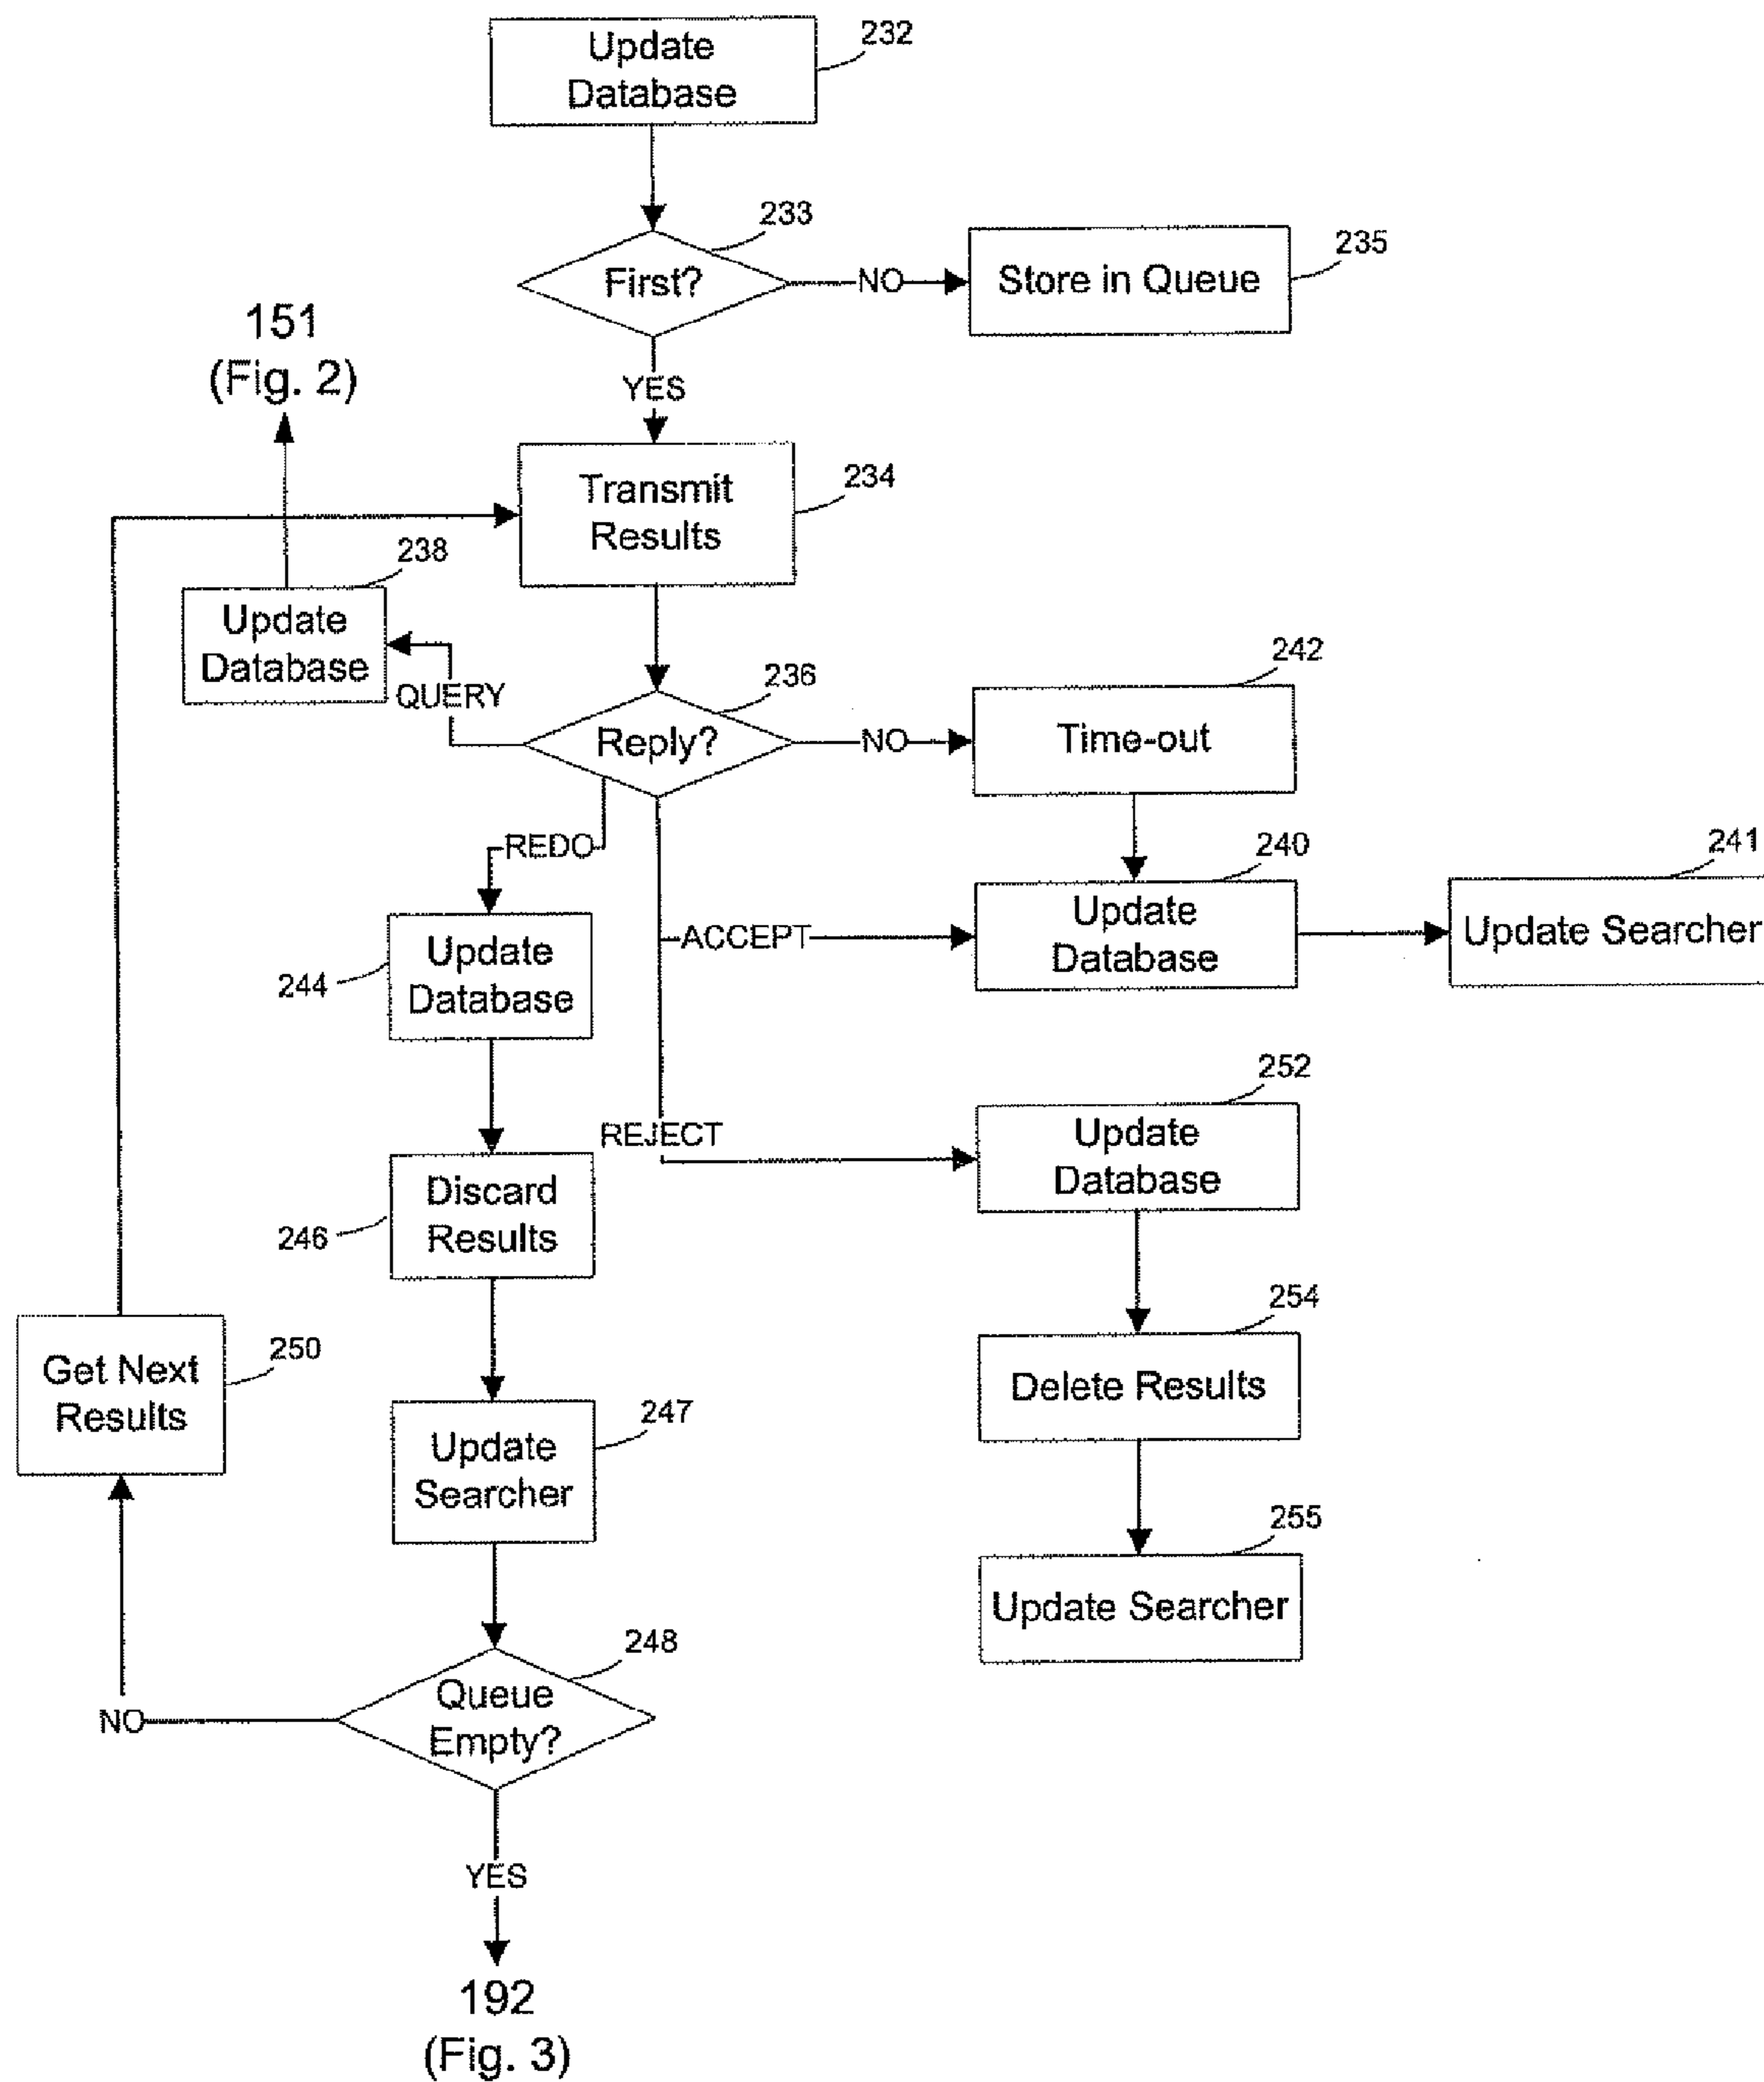 Update
Database
232
First?
233
NO
Store in Queue
235
151
(Fig. 2)
YES
Transmit
Results
234
238
Update
Database
QUERY
Reply?
236
NO
Time-out
242
REDO
ACCEPT
Update
Database
240
Update Searcher
241
Update
Database
244
REJECT
Update
Database
252
Discard
Results
246
Delete Results
254
Get Next
Results
250
Update
Searcher
247
Update Searcher
255
Queue
Empty?
248
NO
YES
192
(Fig. 3)